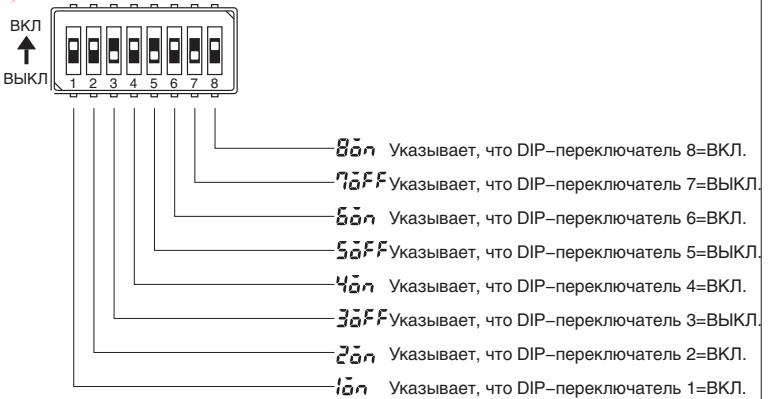 ВКЛ
ВЫКЛ
1 2 3 4 5 6 7 8
8on Указывает, что DIP–переключатель 8=ВКЛ.
7oFF Указывает, что DIP–переключатель 7=ВЫКЛ.
6on Указывает, что DIP–переключатель 6=ВКЛ.
5oFF Указывает, что DIP–переключатель 5=ВЫКЛ.
4on Указывает, что DIP–переключатель 4=ВКЛ.
3oFF Указывает, что DIP–переключатель 3=ВЫКЛ.
2on Указывает, что DIP–переключатель 2=ВКЛ.
1on Указывает, что DIP–переключатель 1=ВКЛ.